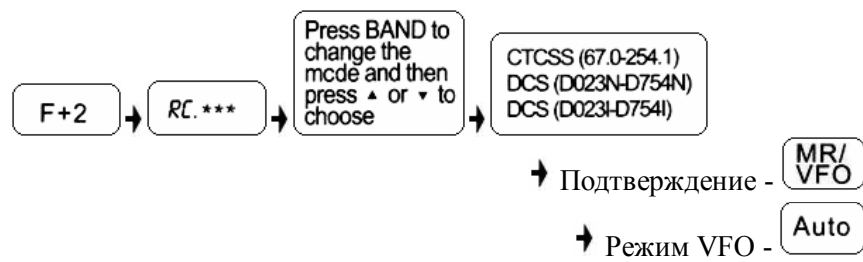 F+2
RC.***
Press BAND to
change the
mcde and then
press ▲ or ▼ to
choose
CTCSS (67.0-254.1)
DCS (D023N-D754N)
DCS (D023I-D754I)
Подтверждение - MR/
VFO
Режим VFO - Auto